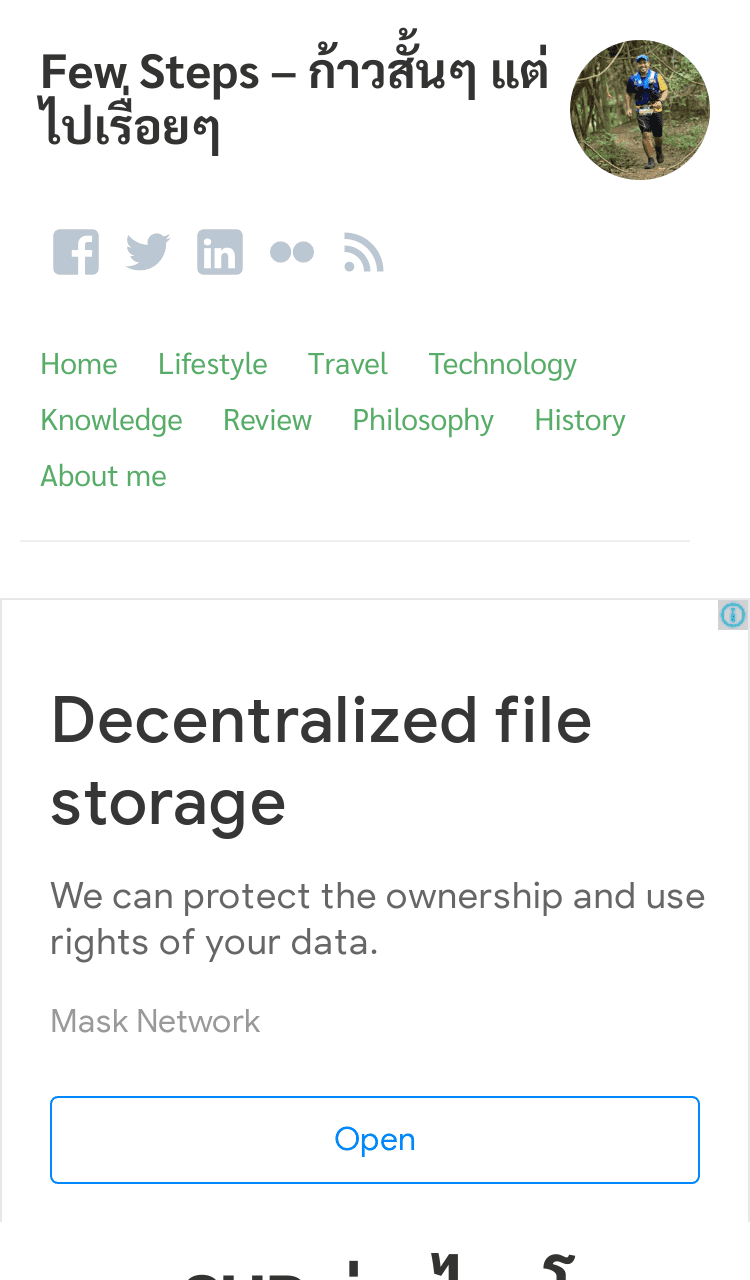 Few Steps – ก้าวสั้นๆ แต่
ไปเรื่อยๆ
Home Lifestyle Travel Technology
Knowledge Review Philosophy History
About me
Decentralized file
storage
We can protect the ownership and use
rights of your data.
Mask Network
Open